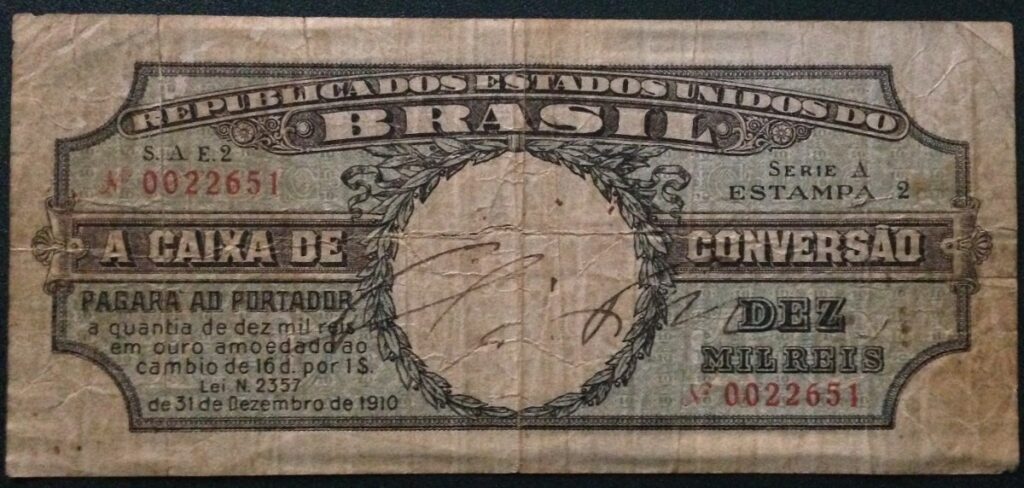 REPUBLICA DOS ESTADOS UNIDOS DO
BRASIL
S. A E. 2
Nº 0022651
SERIE A
ESTAMPA 2
A CAIXA DE CONVERSÃO
PAGARA AO PORTADOR
a quantia de dez mil reis
em ouro amoedado ao
cambio de 16 d. por 1$.
Lei N. 2357
de 31 de Dezembro de 1910
DEZ
MIL REIS
Nº 0022651